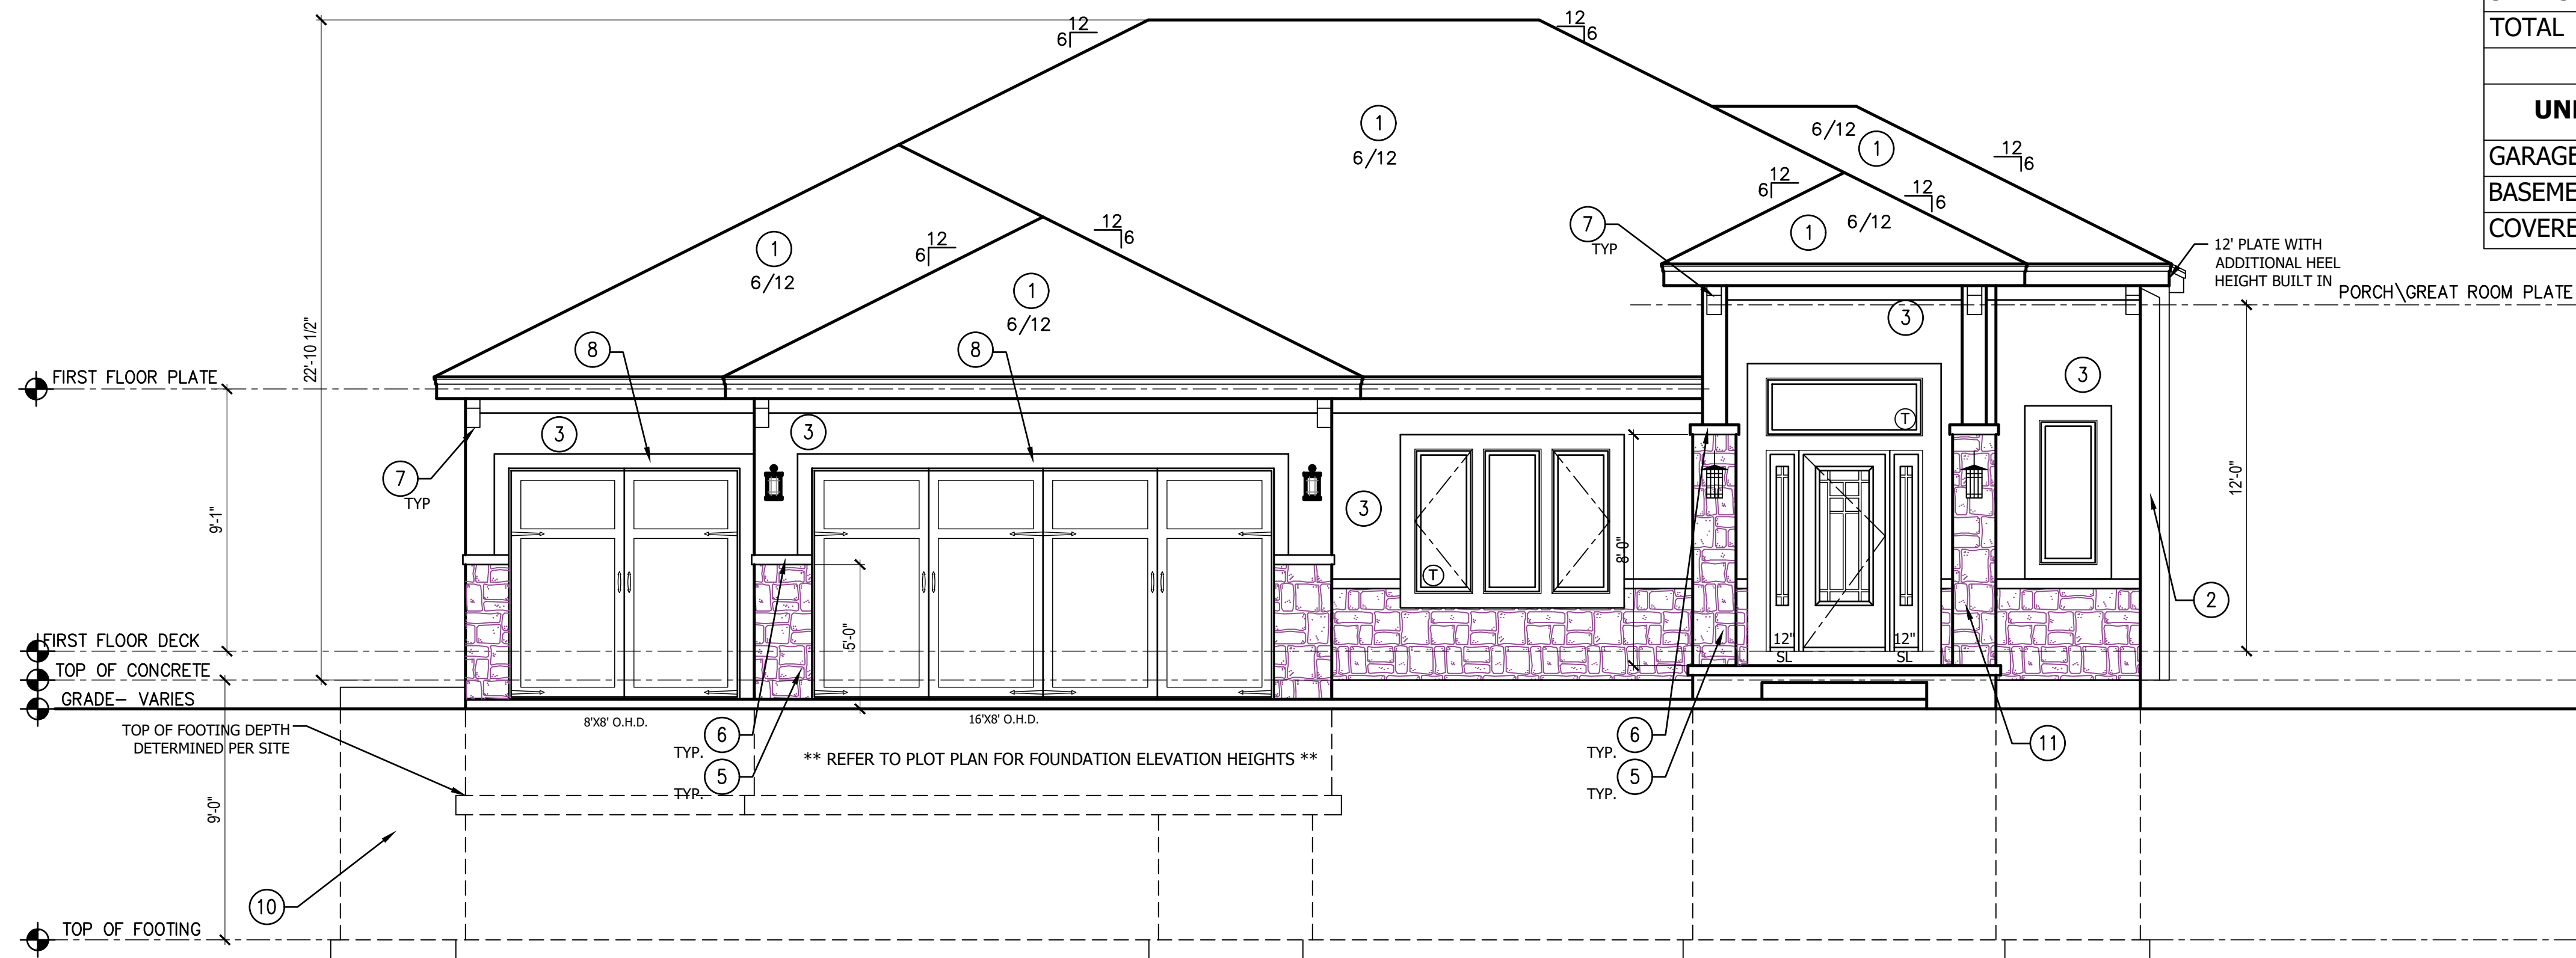 12
6
12
6
TOTAL
1
6/12
6/12
1
12
6
UNI
GARAGE
BASEME
COVERE
12
6
12
6
7
TYP
1
6/12
12
6
12
6
1
6/12
12' PLATE WITH
ADDITIONAL HEEL
HEIGHT BUILT IN
PORCH\GREAT ROOM PLATE
1
6/12
3
22'-10 1/2"
8
8
FIRST FLOOR PLATE
3
3
3
T
7
TYP
9'-1"
12'-0"
3
8'-0"
T
2
5'-0"
FIRST FLOOR DECK
12"
SL
12"
SL
TOP OF CONCRETE
GRADE- VARIES
8'X8' O.H.D.
16'X8' O.H.D.
TOP OF FOOTING DEPTH
DETERMINED PER SITE
6
TYP.
** REFER TO PLOT PLAN FOR FOUNDATION ELEVATION HEIGHTS **
5
TYP.
6
TYP.
5
TYP.
11
9'-0"
10
TOP OF FOOTING